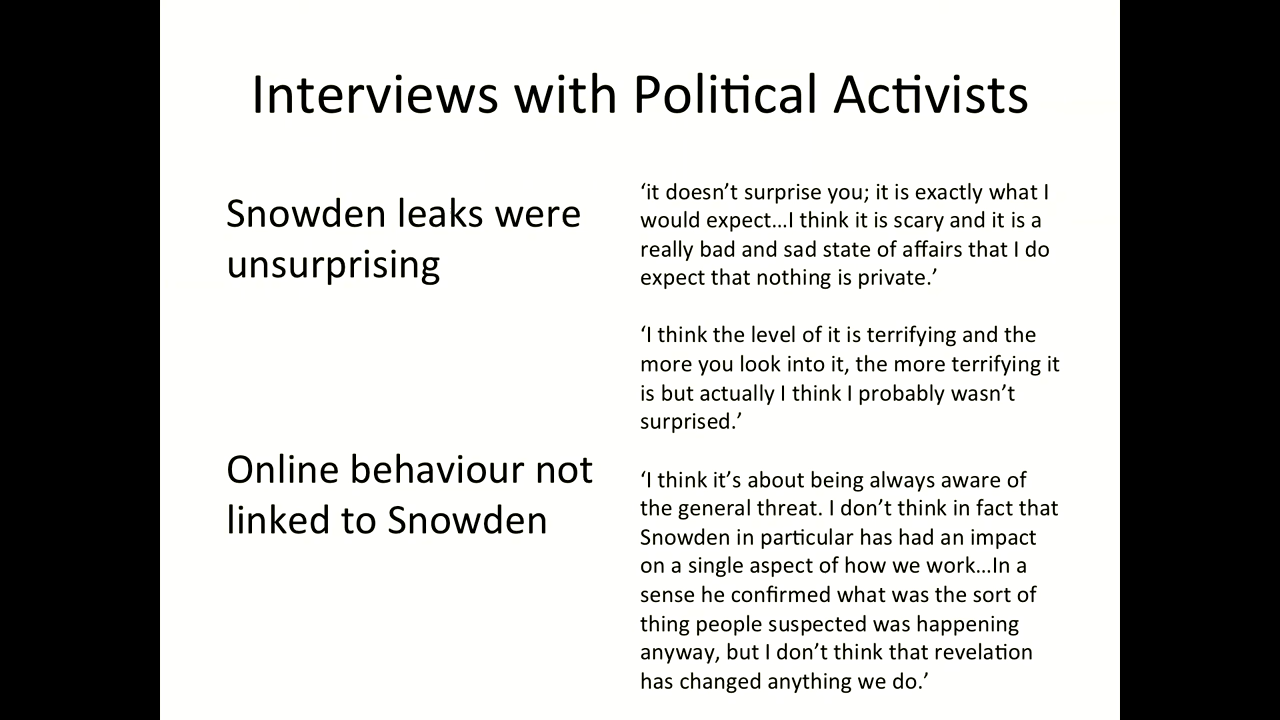 Interviews with Political Activists
Snowden leaks were
unsurprising
Online behaviour not
linked to Snowden
‘it doesn’t surprise you; it is exactly what I
would expect…I think it is scary and it is a
really bad and sad state of affairs that I do
expect that nothing is private.’
‘I think the level of it is terrifying and the
more you look into it, the more terrifying it
is but actually I think I probably wasn’t
surprised.’
‘I think it’s about being always aware of
the general threat. I don’t think in fact that
Snowden in particular has had an impact
on a single aspect of how we work…In a
sense he confirmed what was the sort of
thing people suspected was happening
anyway, but I don’t think that revelation
has changed anything we do.’